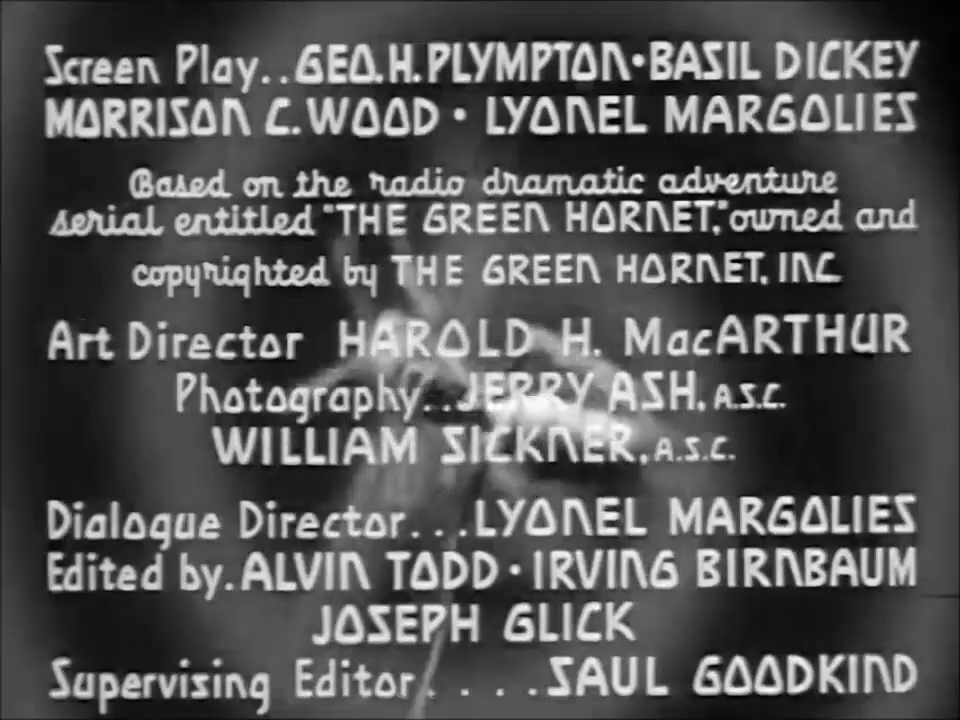 Screen Play..GEO.H.PLYMPTON•BASIL DICKEY
MORRISON C.WOOD • LYONEL MARGOLIES
Based on the radio dramatic adventure
serial entitled "THE GREEN HORNET," owned and
copyrighted by THE GREEN HORNET, INC.
Art Director HAROLD H. MacARTHUR
Photography..JERRY ASH, A.S.C.
WILLIAM SICKNER, A.S.C.
Dialogue Director...LYONEL MARGOLIES
Edited by.ALVIN TODD•IRVING BIRNBAUM
JOSEPH GLICK
Supervising Editor....SAUL GOODKIND